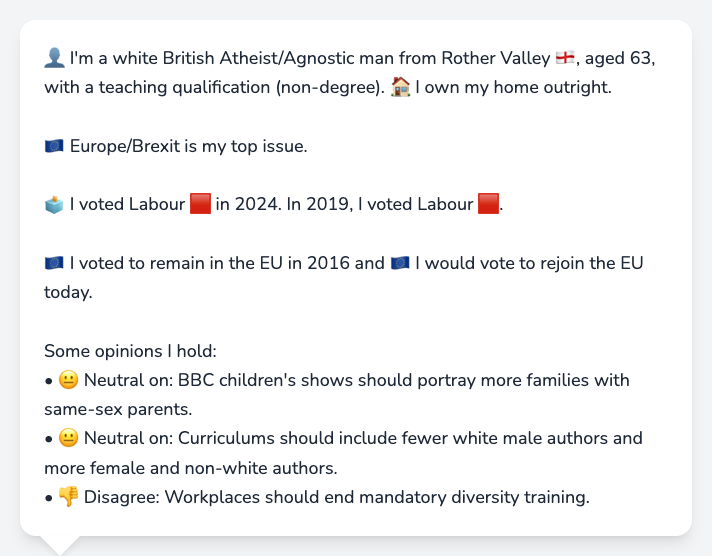 👤 I'm a white British Atheist/Agnostic man from Rother Valley 🏴󠁧󠁢󠁥󠁮󠁧󠁿, aged 63,
with a teaching qualification (non-degree). 🏠 I own my home outright.
🇪🇺 Europe/Brexit is my top issue.
🗳️ I voted Labour 🟥 in 2024. In 2019, I voted Labour 🟥.
🇪🇺 I voted to remain in the EU in 2016 and 🇪🇺 I would vote to rejoin the EU
today.
Some opinions I hold:
• 😐 Neutral on: BBC children's shows should portray more families with
same-sex parents.
• 😐 Neutral on: Curriculums should include fewer white male authors and
more female and non-white authors.
• 👎 Disagree: Workplaces should end mandatory diversity training.